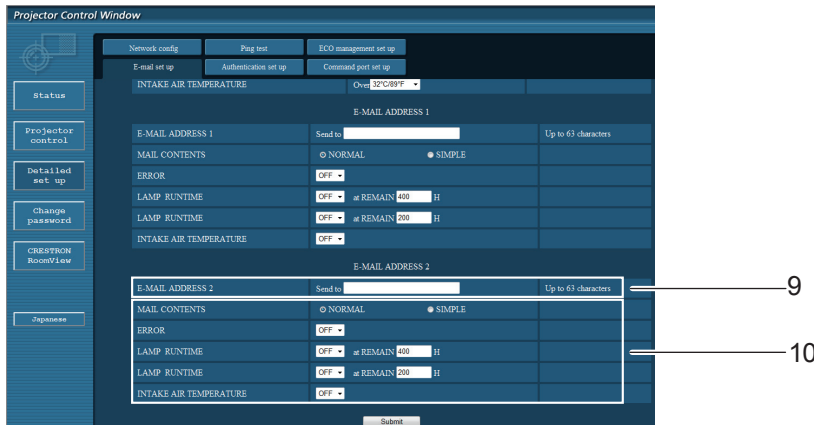 Projector Control Window
Network config Ping test ECO management set up
E-mail set up Authentication set up Command port set up
Status
Projector control
Detailed set up
Change password
CRESTRON RoomView
Japanese
INTAKE AIR TEMPERATURE Over 32°C/89°F
E-MAIL ADDRESS 1
E-MAIL ADDRESS 1 Send to Up to 63 characters
MAIL CONTENTS NORMAL SIMPLE
ERROR OFF
LAMP RUNTIME OFF at REMAIN 400 H
LAMP RUNTIME OFF at REMAIN 200 H
INTAKE AIR TEMPERATURE OFF
E-MAIL ADDRESS 2
E-MAIL ADDRESS 2 Send to Up to 63 characters 9
MAIL CONTENTS NORMAL SIMPLE
ERROR OFF
LAMP RUNTIME OFF at REMAIN 400 H 10
LAMP RUNTIME OFF at REMAIN 200 H
INTAKE AIR TEMPERATURE OFF
Submit